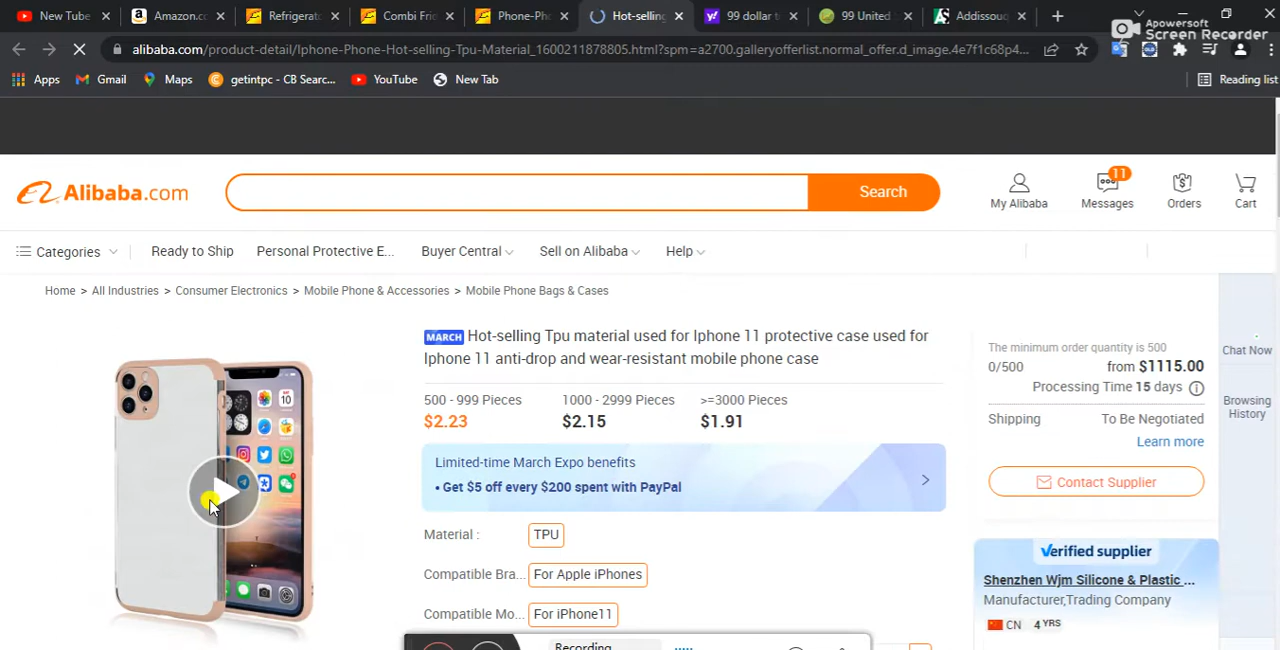 New Tube
Amazon.cc
Refrigerato
Combi Frie
Phone-Pho
Hot-selling
99 dollar t
99 United
Addissouq
Apowersoft
Screen Recorder
alibaba.com/product-detail/Iphone-Phone-Hot-selling-Tpu-Material_1600211878805.html?spm=a2700.galleryofferlist.normal_offer.d_image.4e7f1c68p4...
Apps
Gmail
Maps
getintpc - CB Searc...
YouTube
New Tab
Reading list
Alibaba.com
Search
My Alibaba
11
Messages
Orders
Cart
Categories
Ready to Ship
Personal Protective E...
Buyer Central
Sell on Alibaba
Help
Home > All Industries > Consumer Electronics > Mobile Phone & Accessories > Mobile Phone Bags & Cases
MARCH Hot-selling Tpu material used for Iphone 11 protective case used for
Iphone 11 anti-drop and wear-resistant mobile phone case
500 - 999 Pieces
1000 - 2999 Pieces
>=3000 Pieces
$2.23
$2.15
$1.91
Limited-time March Expo benefits
• Get $5 off every $200 spent with PayPal
Material :
TPU
Compatible Bra...
For Apple iPhones
Compatible Mo...
For iPhone11
The minimum order quantity is 500
0/500
from $1115.00
Processing Time 15 days
Shipping
To Be Negotiated
Learn more
Contact Supplier
Verified supplier
Shenzhen Wjm Silicone & Plastic ...
Manufacturer,Trading Company
CN 4 YRS
Chat Now
Browsing
History
Recording